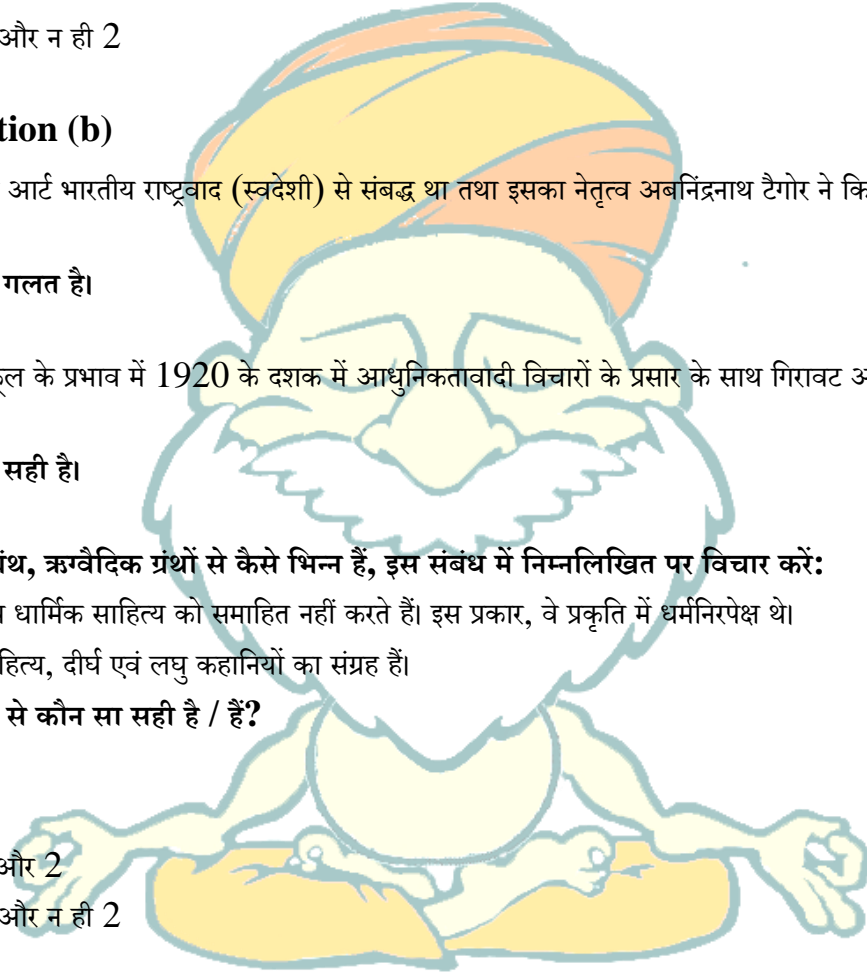 और न ही 2
tion (b)
आर्ट भारतीय राष्ट्रवाद (स्वदेशी) से संबद्ध था तथा इसका नेतृत्व अबनिंद्रनाथ टैगोर ने कि
गलत है।
के प्रभाव में 1920 के दशक में आधुनिकतावादी विचारों के प्रसार के साथ गिरावट अ
सही है।
ऋग्वैदिक ग्रंथों से कैसे भिन्न हैं, इस संबंध में निम्नलिखित पर विचार करें:
धार्मिक साहित्य को समाहित नहीं करते हैं। इस प्रकार, वे प्रकृति में धर्मनिरपेक्ष थे।
हित्य, दीर्घ एवं लघु कहानियों का संग्रह हैं।
से कौन सा सही है / हैं?
और 2
और न ही 2